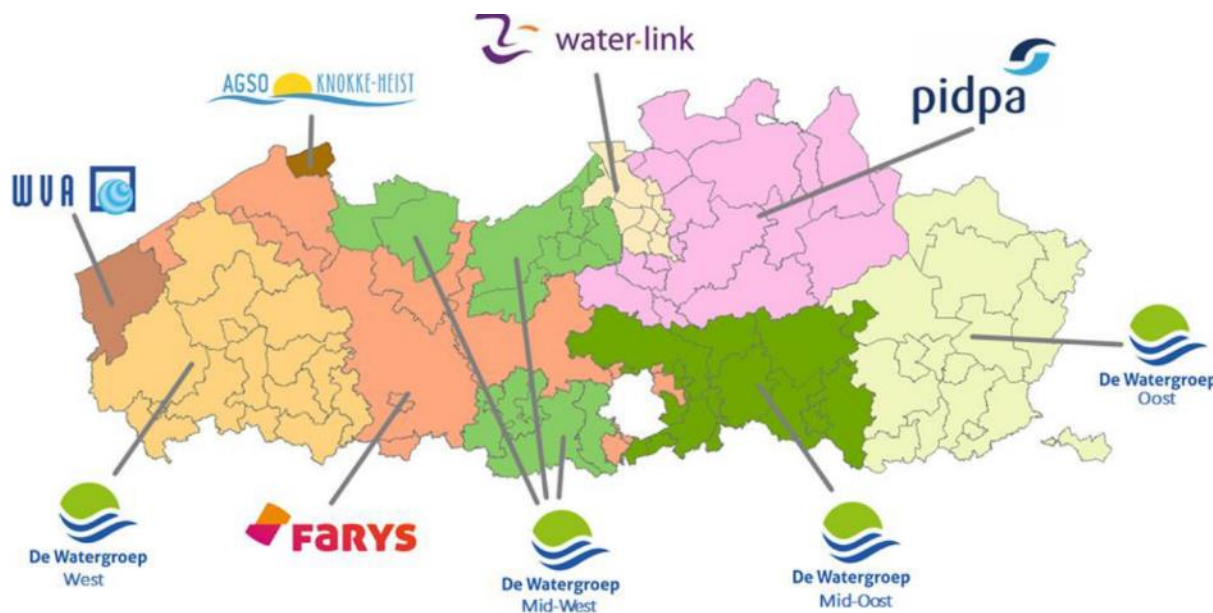 water-link
AGSO KNOKKE-HEIST
pidpa
WVA
De Watergroep
Oost
FARYS
De Watergroep
West
De Watergroep
Mid-West
De Watergroep
Mid-Oost